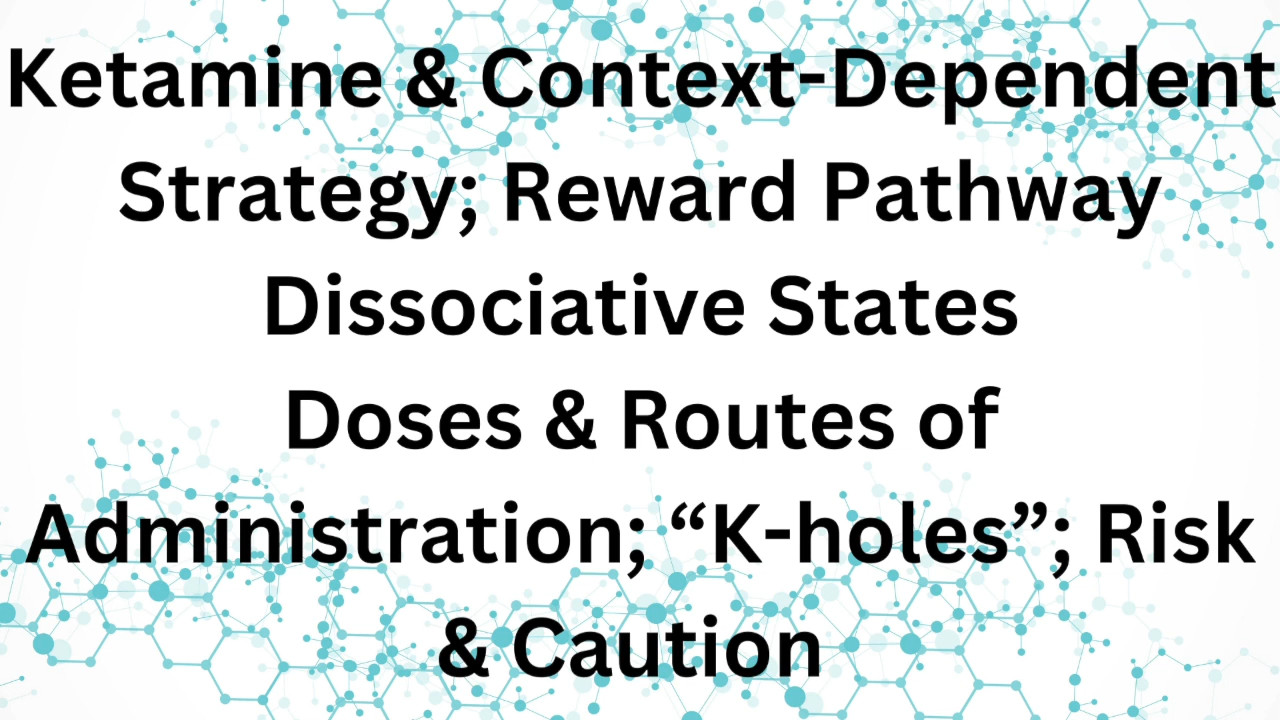 Ketamine & Context-Dependent
Strategy; Reward Pathway
Dissociative States
Doses & Routes of
Administration; “K-holes”; Risk
& Caution